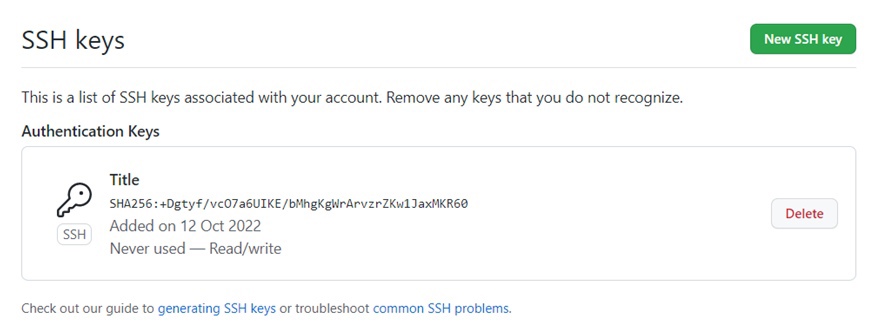 SSH keys
New SSH key
This is a list of SSH keys associated with your account. Remove any keys that you do not recognize.
Authentication Keys
Title
SHA256:+Dgtyf/vcO7a6UIKE/bMhgKgWrArvzrZKw1JaxMKR60
SSH
Added on 12 Oct 2022
Never used — Read/write
Delete
Check out our guide to generating SSH keys or troubleshoot common SSH problems.